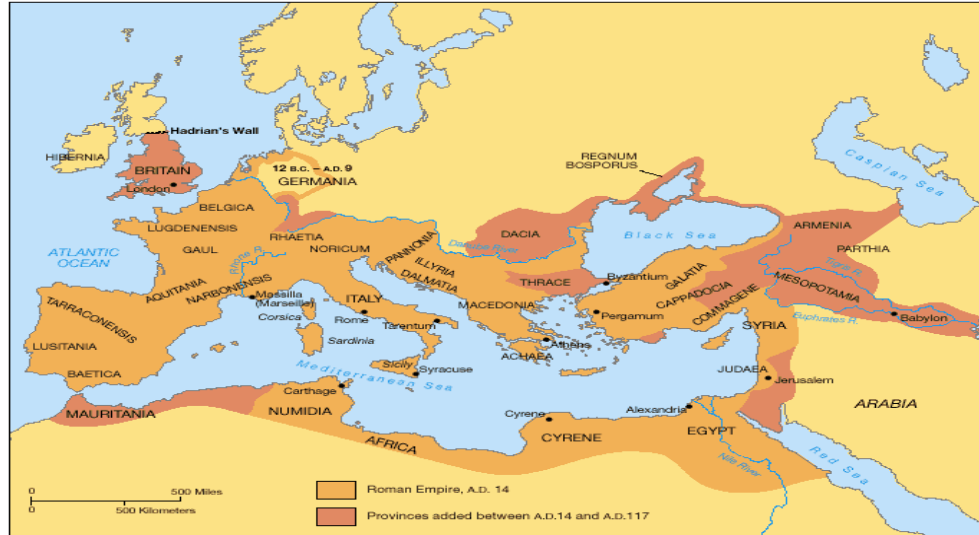 Hadrian's Wall
HIBERNIA
BRITAIN
London
12 B.C. – A.D. 9
GERMANIA
REGNUM
BOSPORUS
Caspian Sea
BELGICA
LUGDENENSIS
GAUL
RHAETIA
NORICUM
ATLANTIC
OCEAN
Rhone R.
AQUITANIA
NARBONENSIS
PANNONIA
ILLYRIA
DALMATIA
Danube River
DACIA
Black Sea
ARMENIA
PARTHIA
Tigris R.
MESOPOTAMIA
Euphrates R.
Babylon
THRACE
Byzantium
GALATIA
CAPPADOCIA
COMMAGENE
MACEDONIA
Pergamum
Massilia
(Marseille)
Corsica
ITALY
Rome
Tarentum
Sardinia
TARRACONENSIS
LUSITANIA
BAETICA
Sicily
Syracuse
Mediterranean Sea
Athens
ACHAEA
SYRIA
JUDAEA
Jerusalem
ARABIA
Carthage
MAURITANIA
NUMIDIA
AFRICA
Cyrene
CYRENE
Alexandria
EGYPT
Nile River
Red Sea
0 500 Miles
0 500 Kilometers
Roman Empire, A.D. 14
Provinces added between A.D.14 and A.D.117